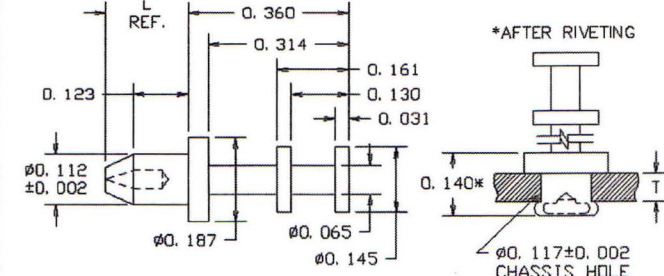 L
REF.
0.360
0.314
*AFTER RIVETING
0.161
0.123
0.130
0.031
ø0.112
±0.002
0.140*
T
ø0.187
ø0.065
ø0.145
ø0.117±0.002
CHASSIS HOLE